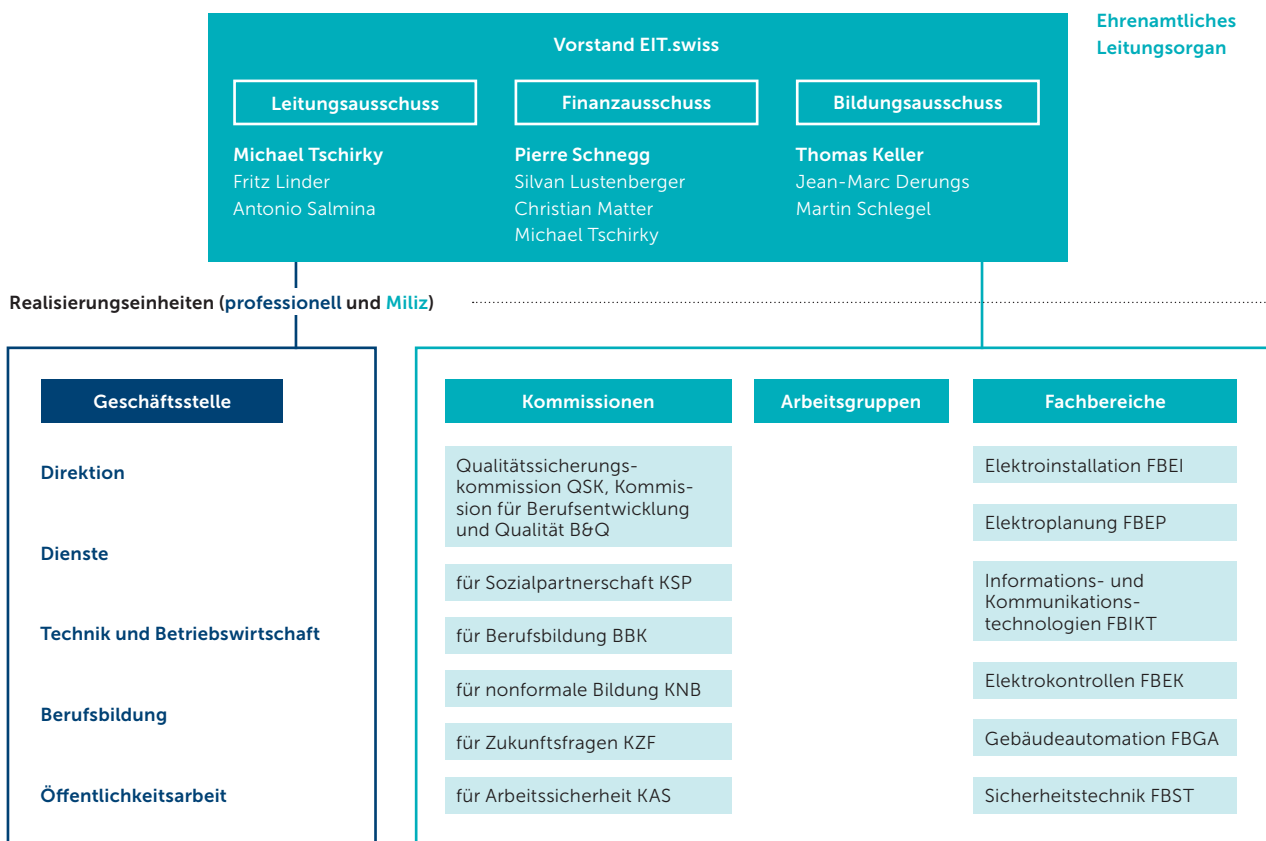 Ehrenamtliches
Leitungsorgan
Vorstand EIT.swiss
Leitungsausschuss
Michael Tschirky
Fritz Linder
Antonio Salmina
Finanzausschuss
Pierre Schnegg
Silvan Lustenberger
Christian Matter
Michael Tschirky
Bildungsausschuss
Thomas Keller
Jean-Marc Derungs
Martin Schlegel
Realisierungseinheiten (professionell und Miliz)
Geschäftsstelle
Direktion
Dienste
Technik und Betriebswirtschaft
Berufsbildung
Öffentlichkeitsarbeit
Kommissionen
Qualitätssicherungs-
kommission QSK, Kommis-
sion für Berufsentwicklung
und Qualität B&Q
für Sozialpartnerschaft KSP
für Berufsbildung BBK
für nonformale Bildung KNB
für Zukunftsfragen KZF
für Arbeitssicherheit KAS
Arbeitsgruppen
Fachbereiche
Elektroinstallation FBEI
Elektroplanung FBEP
Informations- und
Kommunikations-
technologien FBIKT
Elektrokontrollen FBEK
Gebäudeautomation FBGA
Sicherheitstechnik FBST